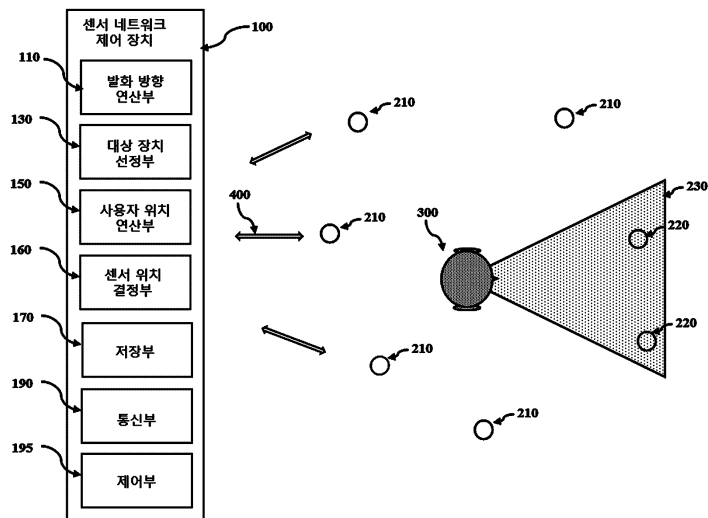 센서 네트워크
제어 장치
100
110
발화 방향
연산부
130
대상 장치
선정부
150
사용자 위치
연산부
160
센서 위치
결정부
170
저장부
190
통신부
195
제어부
400
210
210
210
210
210
300
230
220
220